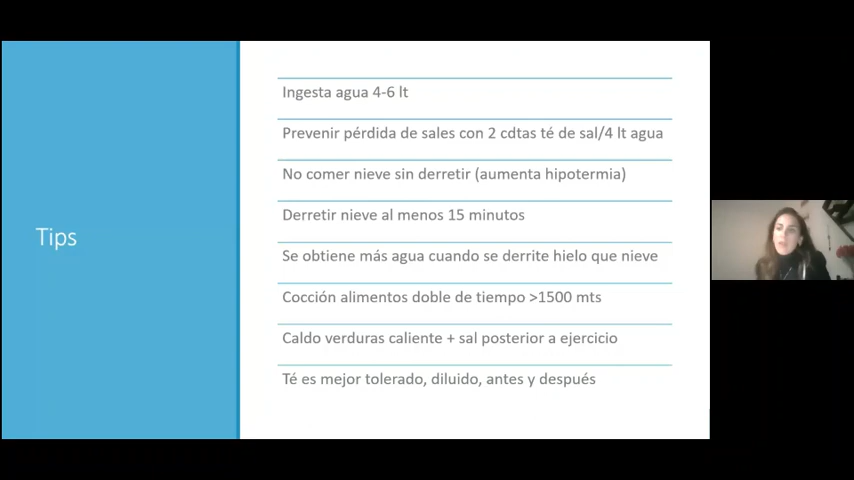 Tips
Ingesta agua 4-6 lt
Prevenir pérdida de sales con 2 cdtas té de sal/4 lt agua
No comer nieve sin derretir (aumenta hipotermia)
Derretir nieve al menos 15 minutos
Se obtiene más agua cuando se derrite hielo que nieve
Cocción alimentos doble de tiempo >1500 mts
Caldo verduras caliente + sal posterior a ejercicio
Té es mejor tolerado, diluido, antes y después